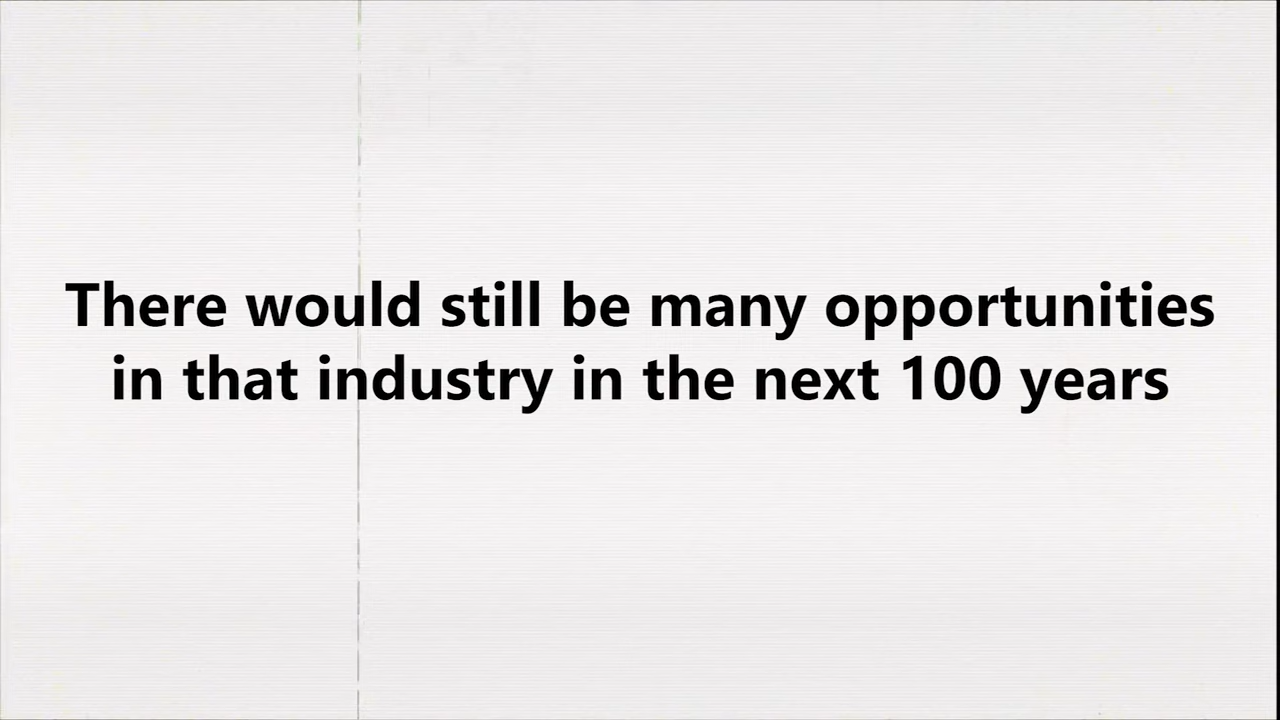 There would still be many opportunities
in that industry in the next 100 years